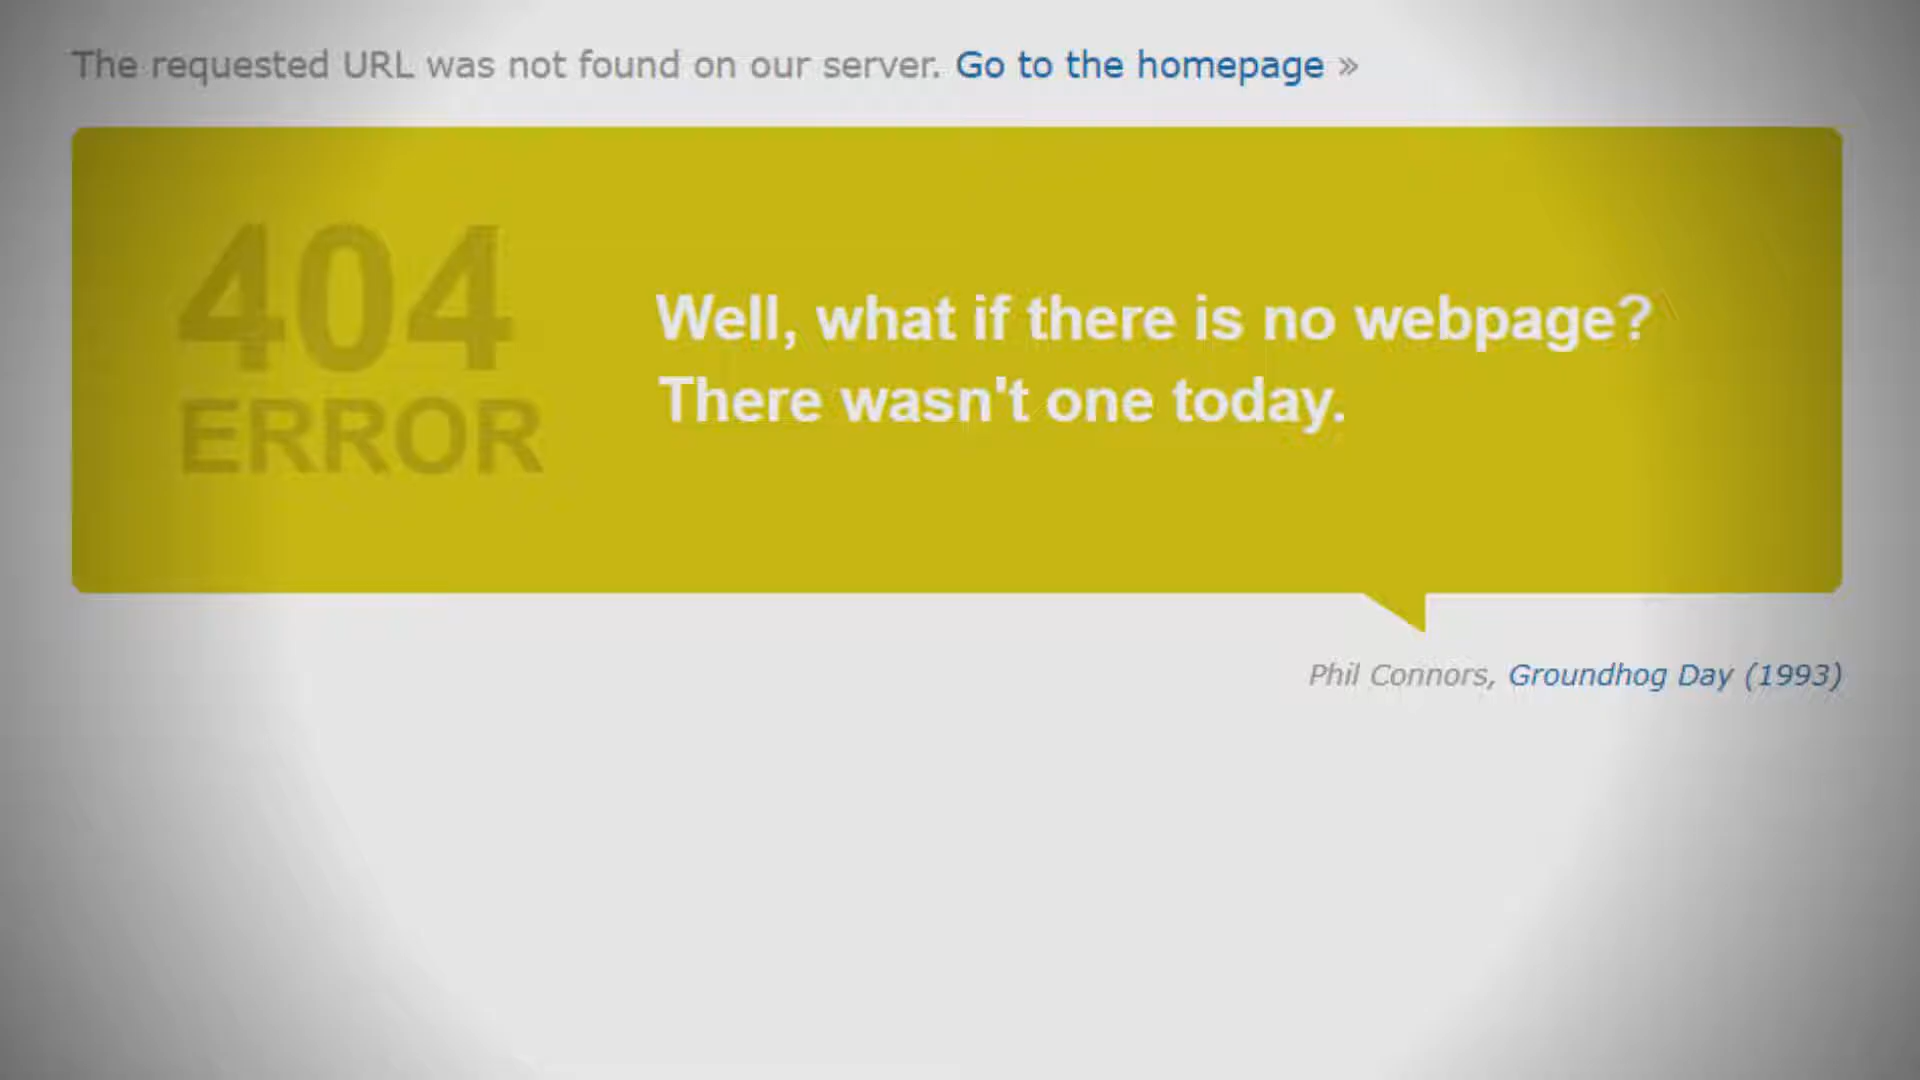 The requested URL was not found on our server. Go to the homepage »
404
ERROR
Well, what if there is no webpage?
There wasn't one today.
Phil Connors, Groundhog Day (1993)